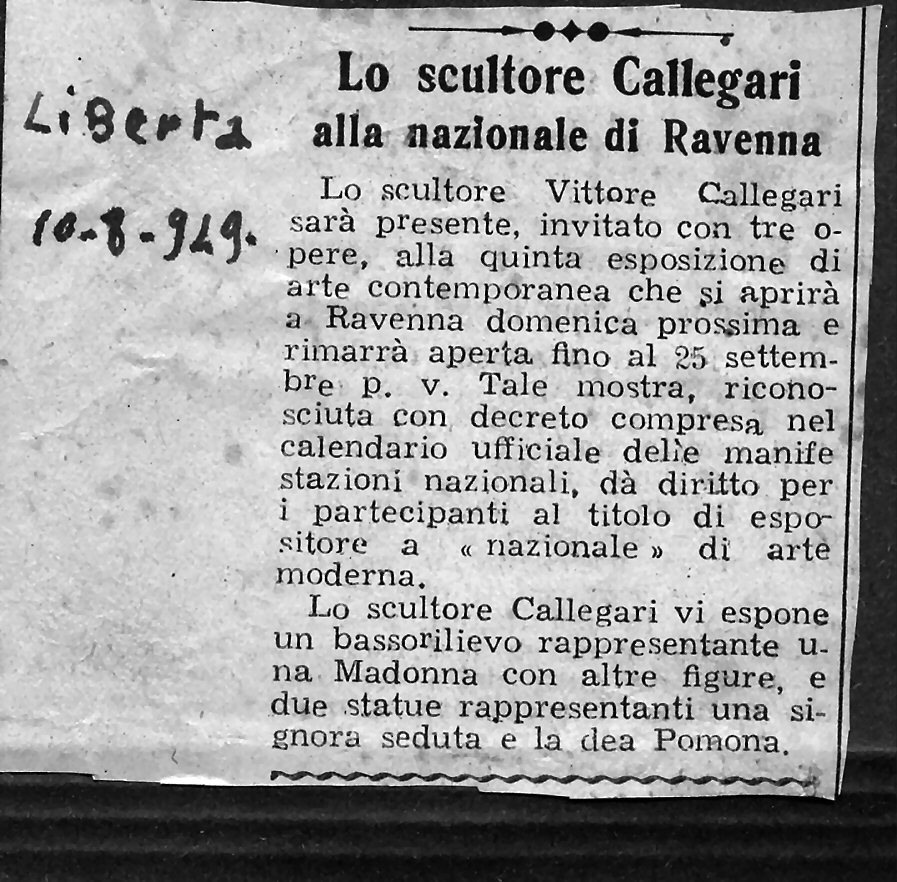 Liberta
10-8-949.
Lo scultore Callegari
alla nazionale di Ravenna
Lo scultore Vittore Callegari
sarà presente, invitato con tre o-
pere, alla quinta esposizione di
arte contemporanea che si aprirà
a Ravenna domenica prossima e
rimarrà aperta fino al 25 settem-
bre p. v. Tale mostra, ricono-
sciuta con decreto compresa nel
calendario ufficiale delle manife
stazioni nazionali, dà diritto per
i partecipanti al titolo di espo-
sitore a « nazionale » di arte
moderna.
Lo scultore Callegari vi espone
un bassorilievo rappresentante u-
na Madonna con altre figure, e
due statue rappresentanti una si-
gnora seduta e la dea Pomona.